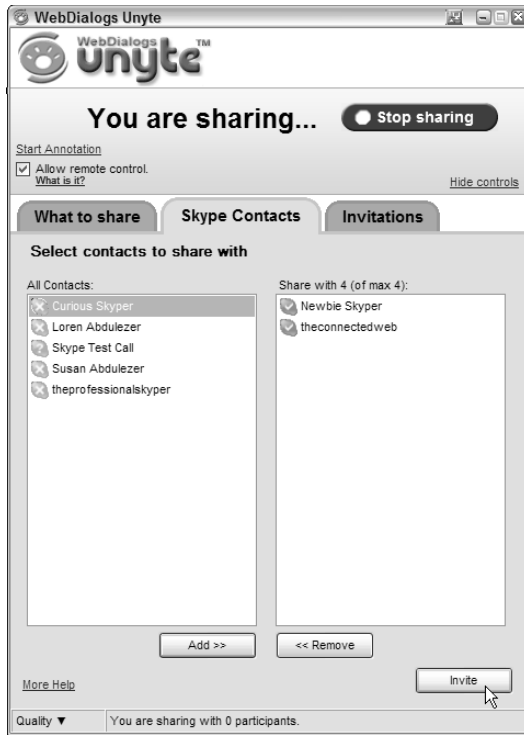 WebDialogs Unyte
WebDialogs
unyte™
You are sharing...
Stop sharing
Start Annotation
Allow remote control.
What is it?
Hide controls
What to share
Skype Contacts
Invitations
Select contacts to share with
All Contacts:
Share with 4 (of max 4):
Curious Skyper
Loren Abdulezer
Skype Test Call
Susan Abdulezer
theprofessionalskyper
Newbie Skyper
theconnectedweb
Add >>
<< Remove
More Help
Invite
Quality ▼
You are sharing with 0 participants.